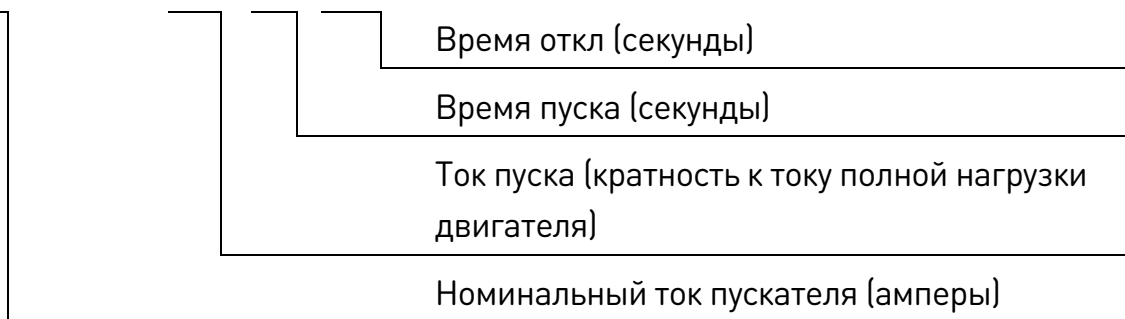 Время откл (секунды)
Время пуска (секунды)
Ток пуска (кратность к току полной нагрузки
двигателя)
Номинальный ток пускателя (амперы)